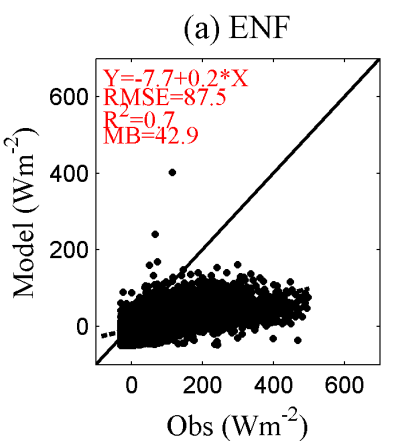 (a) ENF
Y=-7.7+0.2*X
RMSE=87.5
R²=0.7
MB=42.9
600
400
200
0
Model (Wm⁻²)
0 200 400 600
Obs (Wm⁻²)